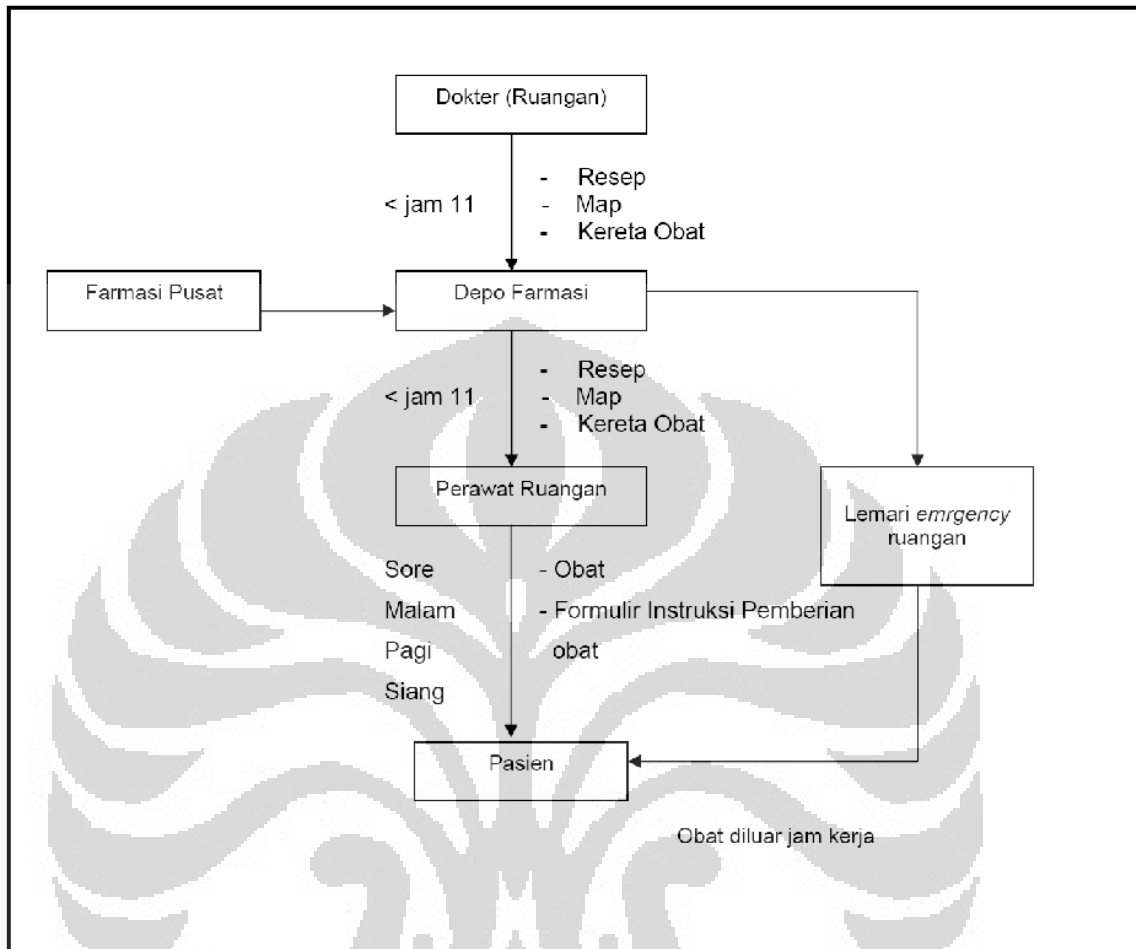 Dokter (Ruangan)
< jam 11
- Resep
- Map
- Kereta Obat
Farmasi Pusat
Depo Farmasi
< jam 11
- Resep
- Map
- Kereta Obat
Perawat Ruangan
Lemari emrgency
ruangan
Sore
Malam
Pagi
Siang
- Obat
- Formulir Instruksi Pemberian
obat
Pasien
Obat diluar jam kerja